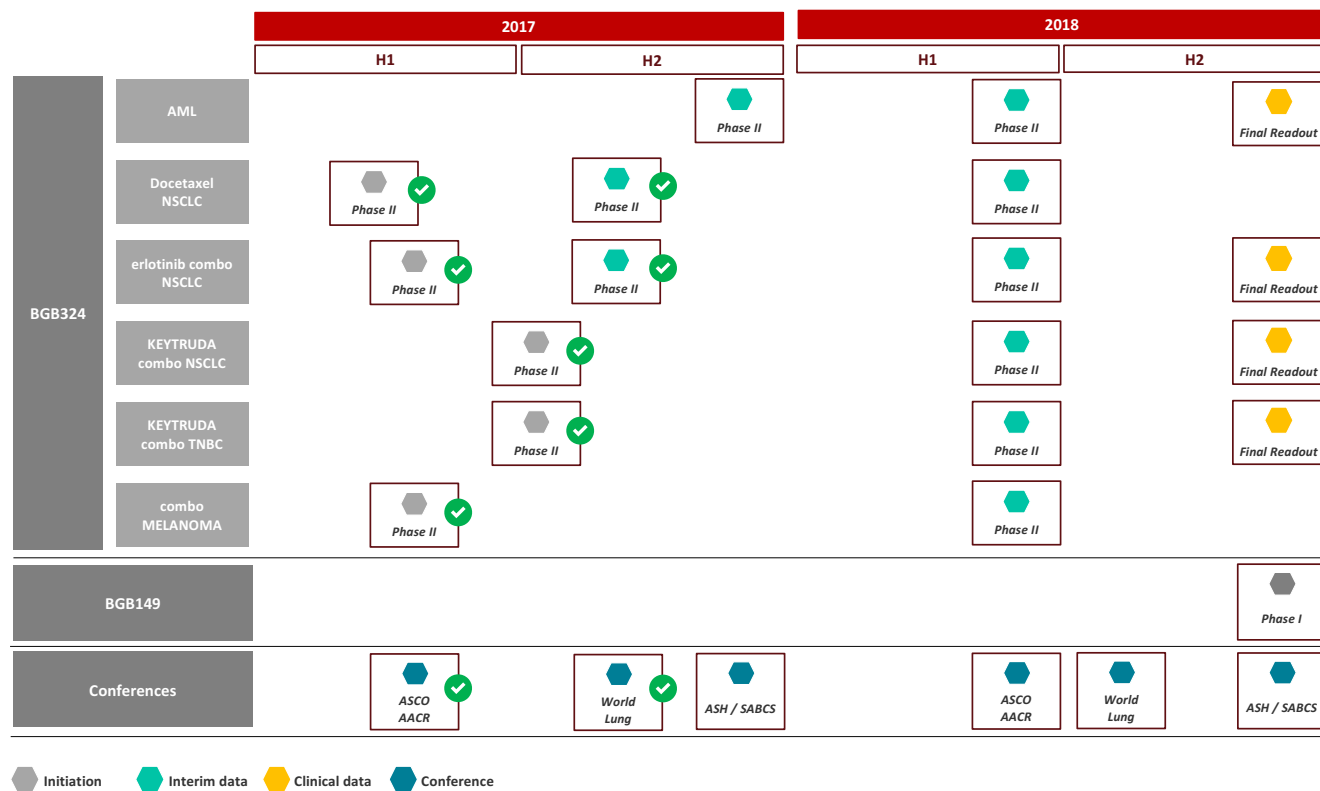 2017
2018
H1
H2
H1
H2
BGB324
AML
Phase II
Phase II
Final Readout
Docetaxel
NSCLC
Phase II
Phase II
Phase II
erlotinib combo
NSCLC
Phase II
Phase II
Phase II
Final Readout
KEYTRUDA
combo NSCLC
Phase II
Phase II
Final Readout
KEYTRUDA
combo TNBC
Phase II
Phase II
Final Readout
combo
MELANOMA
Phase II
Phase II
BGB149
Phase I
Conferences
ASCO
AACR
World
Lung
ASH / SABCS
ASCO
AACR
World
Lung
ASH / SABCS
Initiation
Interim data
Clinical data
Conference